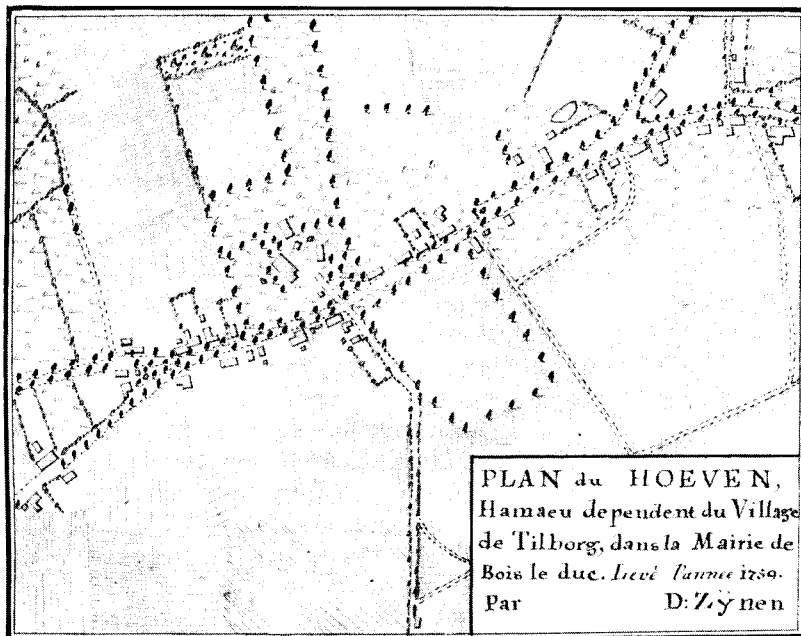 PLAN du HOEVEN,
Hamaeu dependent du Village
de Tilborg, dans la Mairie de
Bois le duc. Levé l'année 1759.
Par D: Zÿnen